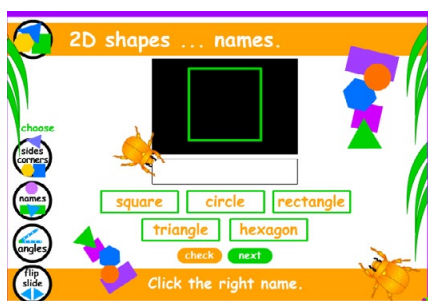 2D shapes ... names.
choose
sides
corners
square circle rectangle
names
triangle hexagon
angles
check next
flip
slide
Click the right name.